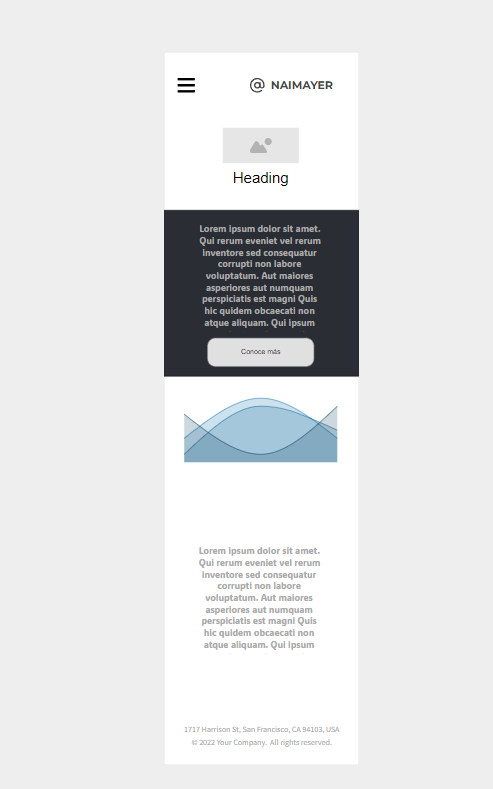 @ NAIMAYER
Heading
Lorem ipsum dolor sit amet.
Qui rerum eveniet vel rerum
inventore sed consequatur
corrupti non labore
voluptatum. Aut maiores
asperiores aut numquam
perspiciatis est magni Quis
hic quidem obcaecati non
atque aliquam. Qui ipsum
Conoce más
Lorem ipsum dolor sit amet.
Qui rerum eveniet vel rerum
inventore sed consequatur
corrupti non labore
voluptatum. Aut maiores
asperiores aut numquam
perspiciatis est magni Quis
hic quidem obcaecati non
atque aliquam. Qui ipsum
1717 Harrison St, San Francisco, CA 94103, USA
© 2022 Your Company. All rights reserved.